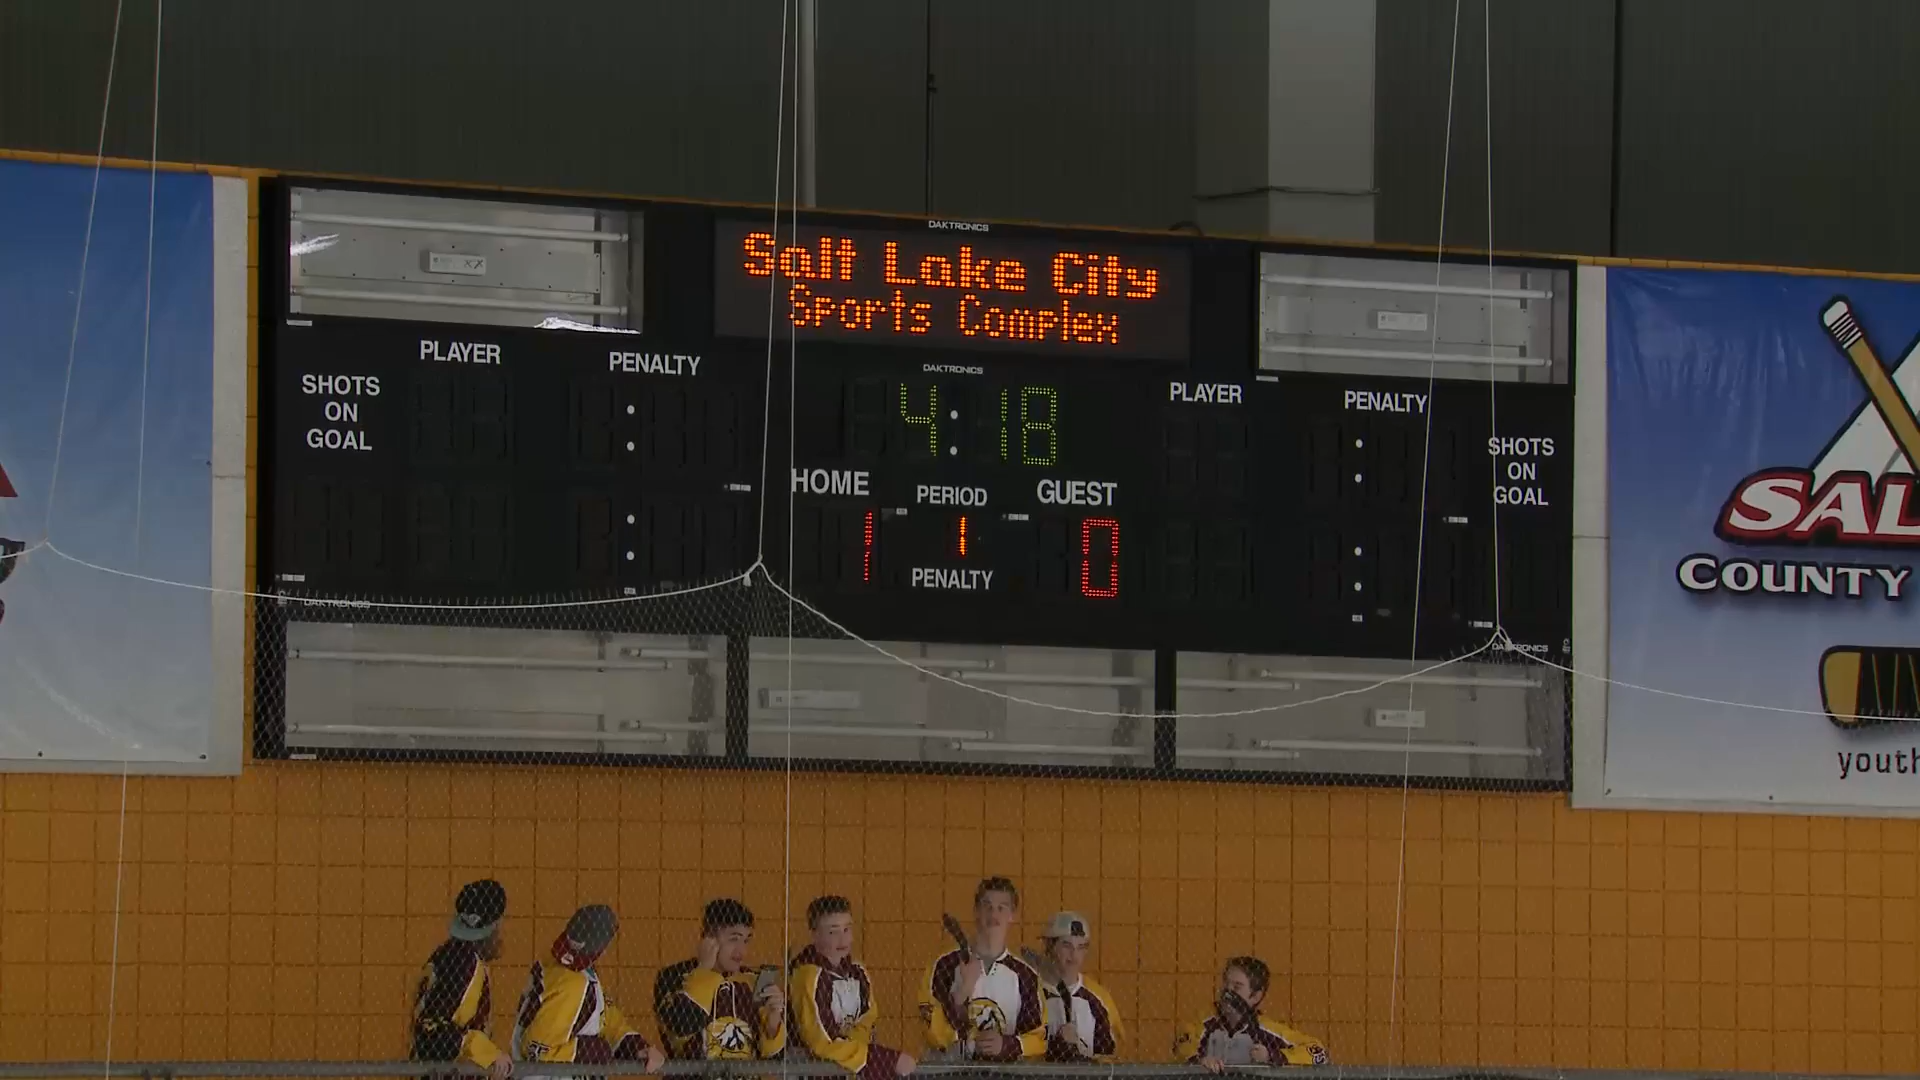 DAKTRONICS
Salt Lake City
Sports Complex
DAKTRONICS
PLAYER
PENALTY
SHOTS
ON
GOAL
4:18
PLAYER
PENALTY
SHOTS
ON
GOAL
HOME
PERIOD
GUEST
1
1
0
PENALTY
DAKTRONICS
DAKTRONICS
SAL
COUNTY
youth